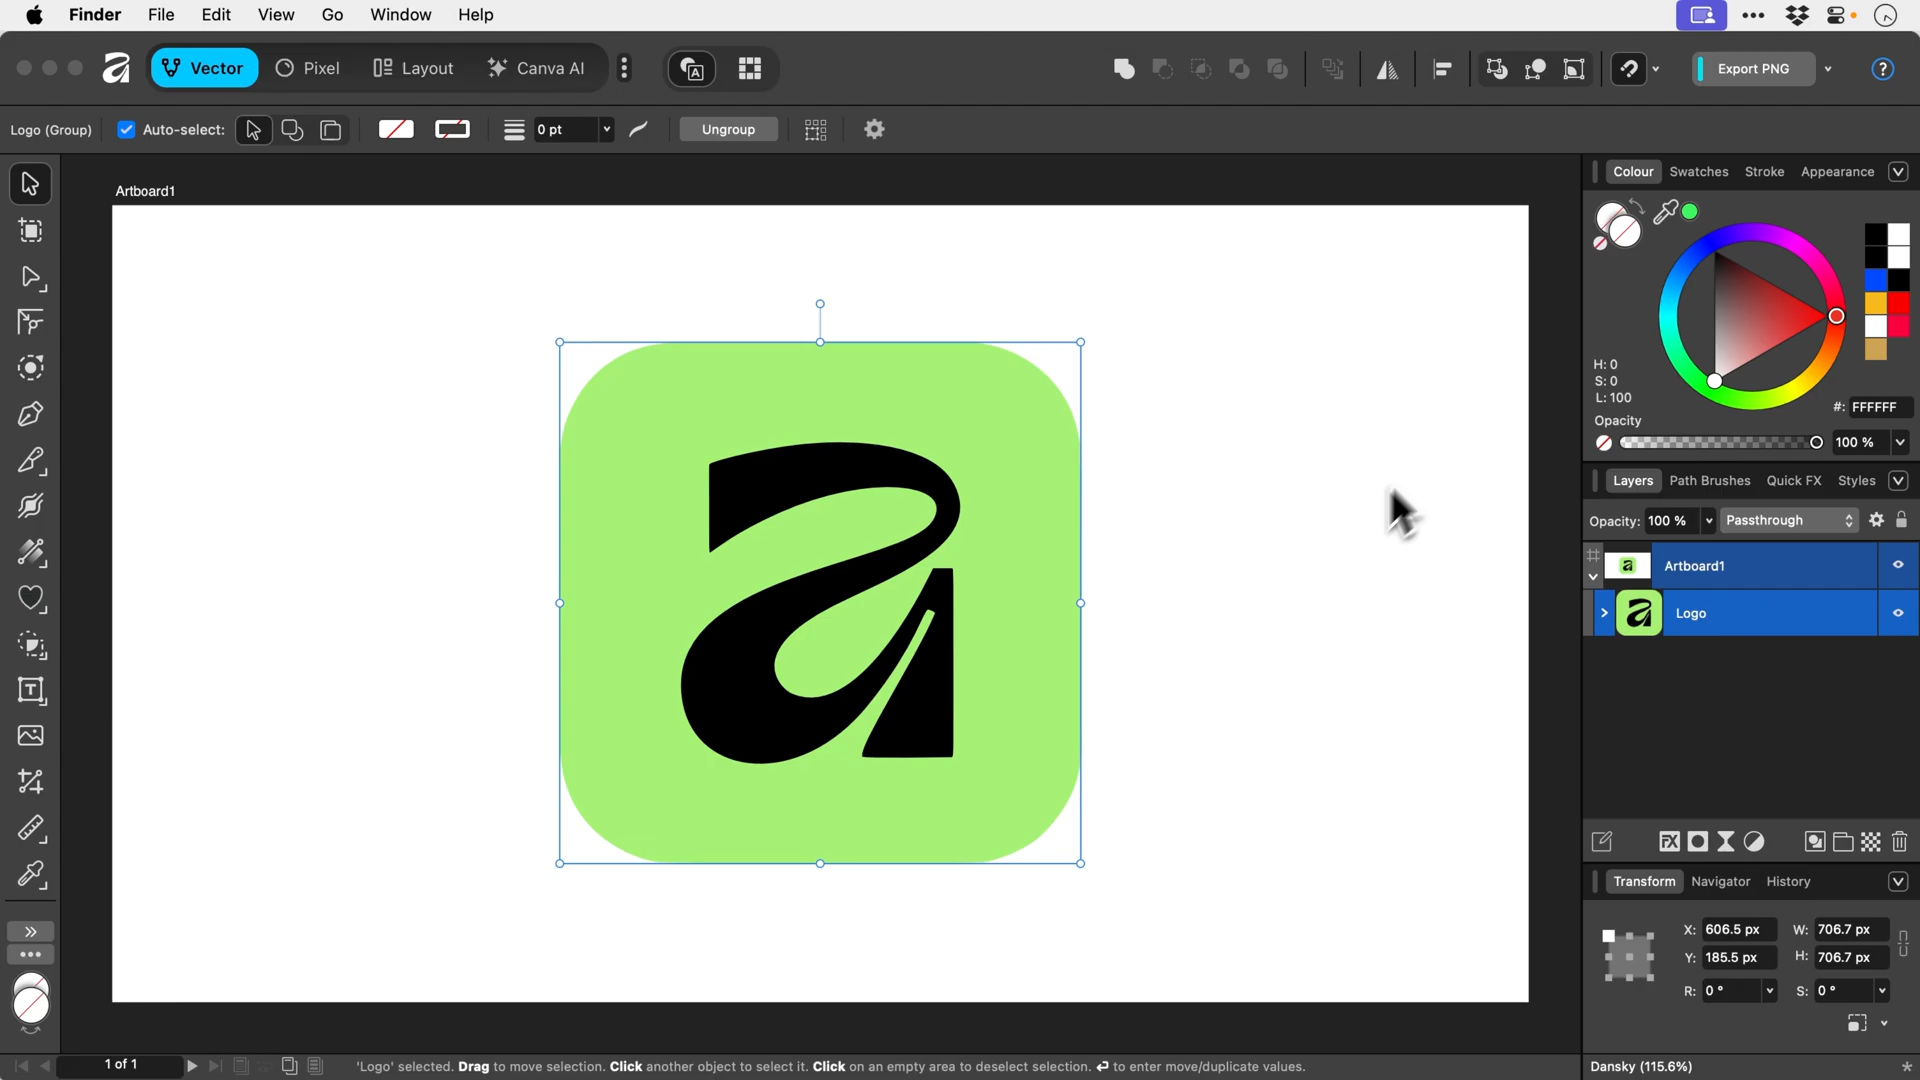 Finder File Edit View Go Window Help
Vector Pixel Layout Canva AI Export PNG ?
Logo (Group) Auto-select: 0 pt Ungroup
Artboard1
Colour Swatches Stroke Appearance
H: 0
S: 0
L: 100
#: FFFFFF
Opacity
100 %
Layers Path Brushes Quick FX Styles
Opacity: 100 % Passthrough
Artboard1
Logo
FX
Transform Navigator History
X: 606.5 px W: 706.7 px
Y: 185.5 px H: 706.7 px
R: 0 ° S: 0 °
1 of 1 'Logo' selected. Drag to move selection. Click another object to select it. Click on an empty area to deselect selection. ⏎ to enter move/duplicate values. Dansky (115.6%) *
a